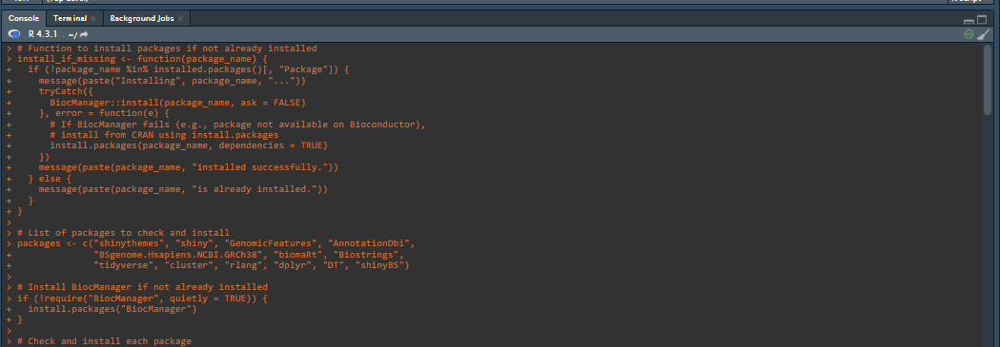 Console Terminal × Background Jobs ×
R 4.3.1 . ~/
> # Function to install packages if not already installed
> install_if_missing <- function(package_name) {
+   if (!package_name %in% installed.packages()[, "Package"]) {
+     message(paste("Installing", package_name, "..."))
+     tryCatch({
+       BiocManager::install(package_name, ask = FALSE)
+     }, error = function(e) {
+       # If BiocManager fails (e.g., package not available on Bioconductor),
+       # install from CRAN using install.packages
+       install.packages(package_name, dependencies = TRUE)
+     })
+     message(paste(package_name, "installed successfully."))
+   } else {
+     message(paste(package_name, "is already installed."))
+   }
+ }
>
> # List of packages to check and install
> packages <- c("shinythemes", "shiny", "GenomicFeatures", "AnnotationDbi",
+               "BSgenome.Hsapiens.NCBI.GRCh38", "biomaRt", "Biostrings",
+               "tidyverse", "cluster", "rlang", "dplyr", "DT", "shinyBS")
>
> # Install BiocManager if not already installed
> if (!require("BiocManager", quietly = TRUE)) {
+   install.packages("BiocManager")
+ }
>
> # Check and install each package